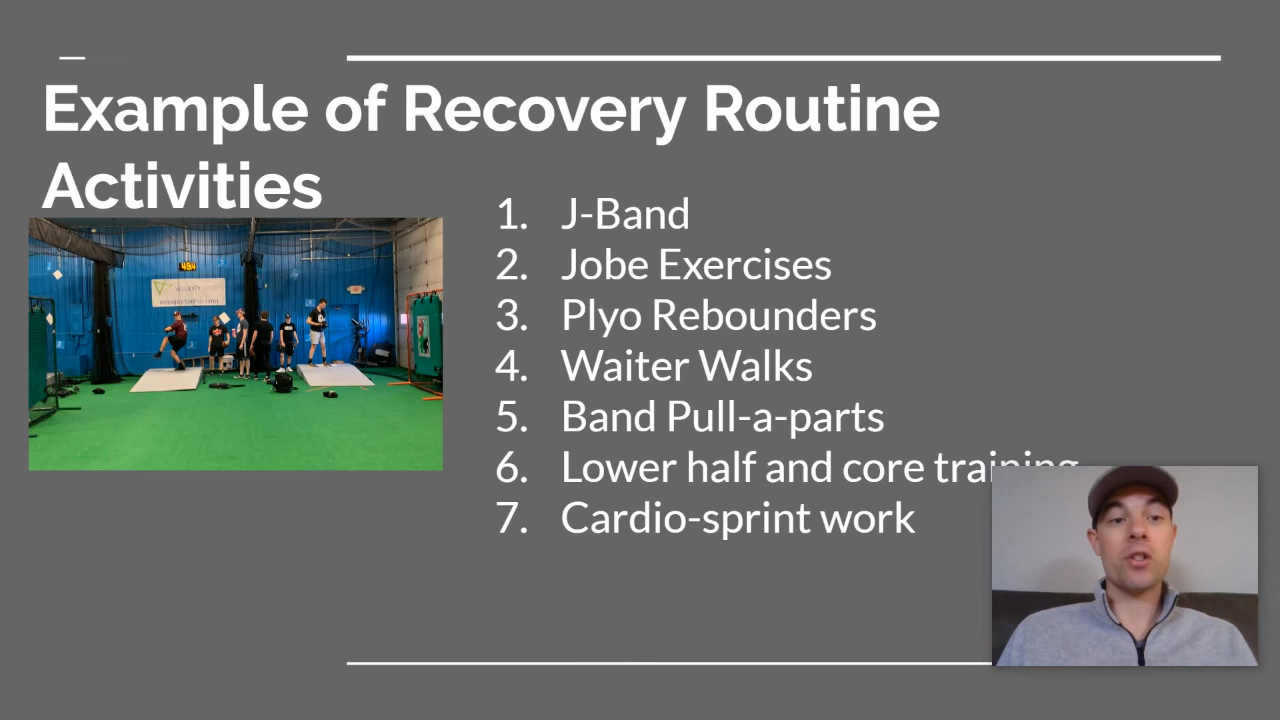 Example of Recovery Routine
Activities
1. J-Band
2. Jobe Exercises
3. Plyo Rebounders
4. Waiter Walks
5. Band Pull-a-parts
6. Lower half and core training
7. Cardio-sprint work